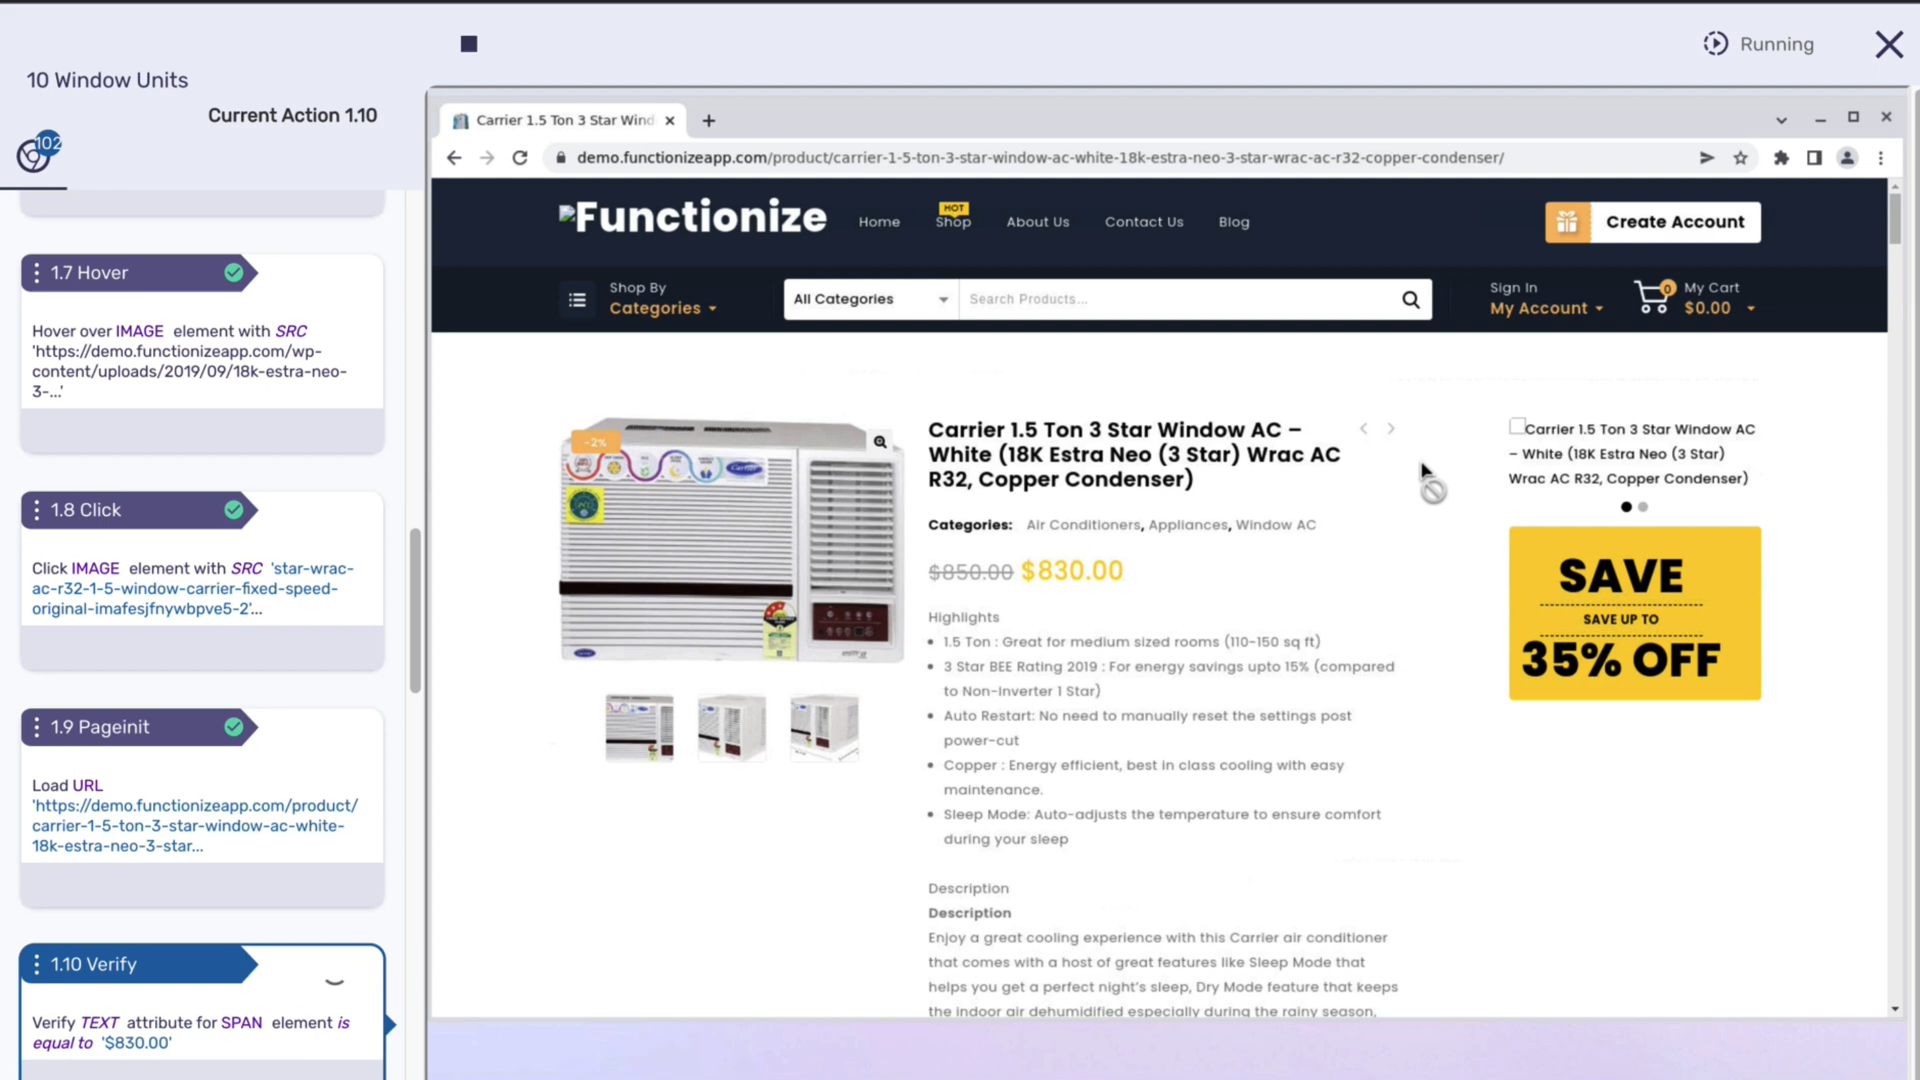 Running
10 Window Units
Current Action 1.10
102
1.7 Hover
Hover over IMAGE element with SRC
'https://demo.functionizeapp.com/wp-
content/uploads/2019/09/18k-estra-neo-
3-...'
1.8 Click
Click IMAGE element with SRC 'star-wrac-
ac-r32-1-5-window-carrier-fixed-speed-
original-imafesjfnywbpve5-2'...
1.9 Pageinit
Load URL
'https://demo.functionizeapp.com/product/
carrier-1-5-ton-3-star-window-ac-white-
18k-estra-neo-3-star...
1.10 Verify
Verify TEXT attribute for SPAN element is
equal to '$830.00'
Carrier 1.5 Ton 3 Star Wind
demo.functionizeapp.com/product/carrier-1-5-ton-3-star-window-ac-white-18k-estra-neo-3-star-wrac-ac-r32-copper-condenser/
Functionize
Home
HOT
Shop
About Us
Contact Us
Blog
Create Account
Shop By
Categories
All Categories
Search Products...
Sign In
My Account
0
My Cart
$0.00
-2%
Carrier
Carrier 1.5 Ton 3 Star Window AC –
White (18K Estra Neo (3 Star) Wrac AC
R32, Copper Condenser)
Categories: Air Conditioners, Appliances, Window AC
$850.00 $830.00
Highlights
1.5 Ton : Great for medium sized rooms (110-150 sq ft)
3 Star BEE Rating 2019 : For energy savings upto 15% (compared
to Non-Inverter 1 Star)
Auto Restart: No need to manually reset the settings post
power-cut
Copper : Energy efficient, best in class cooling with easy
maintenance.
Sleep Mode: Auto-adjusts the temperature to ensure comfort
during your sleep
Description
Description
Enjoy a great cooling experience with this Carrier air conditioner
that comes with a host of great features like Sleep Mode that
helps you get a perfect night's sleep, Dry Mode feature that keeps
the indoor air dehumidified especially during the rainy season,
Carrier 1.5 Ton 3 Star Window AC
– White (18K Estra Neo (3 Star)
Wrac AC R32, Copper Condenser)
SAVE
SAVE UP TO
35% OFF